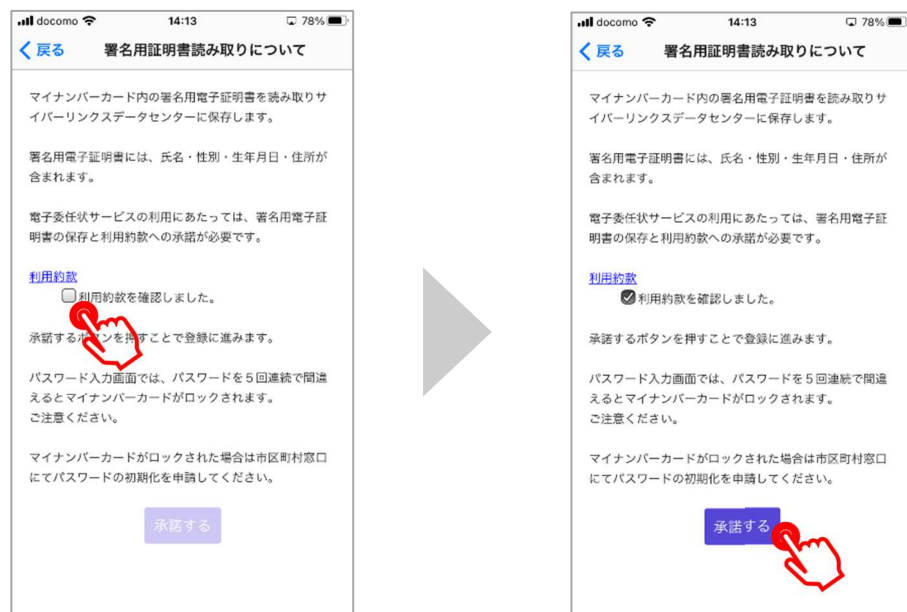 docomo 14:13 78%
戻る 署名用証明書読み取りについて
マイナンバーカード内の署名用電子証明書を読み取りサ
イバーリンクスデータセンターに保存します。
署名用電子証明書には、氏名・性別・生年月日・住所が
含まれます。
電子委任状サービスの利用にあたっては、署名用電子証
明書の保存と利用約款への承諾が必要です。
利用約款
利用約款を確認しました。
承諾するボタンを押すことで登録に進みます。
パスワード入力画面では、パスワードを5回連続で間違
えるとマイナンバーカードがロックされます。
ご注意ください。
マイナンバーカードがロックされた場合は市区町村窓口
にてパスワードの初期化を申請してください。
承諾する
docomo 14:13 78%
戻る 署名用証明書読み取りについて
マイナンバーカード内の署名用電子証明書を読み取りサ
イバーリンクスデータセンターに保存します。
署名用電子証明書には、氏名・性別・生年月日・住所が
含まれます。
電子委任状サービスの利用にあたっては、署名用電子証
明書の保存と利用約款への承諾が必要です。
利用約款
利用約款を確認しました。
承諾するボタンを押すことで登録に進みます。
パスワード入力画面では、パスワードを5回連続で間違
えるとマイナンバーカードがロックされます。
ご注意ください。
マイナンバーカードがロックされた場合は市区町村窓口
にてパスワードの初期化を申請してください。
承諾する